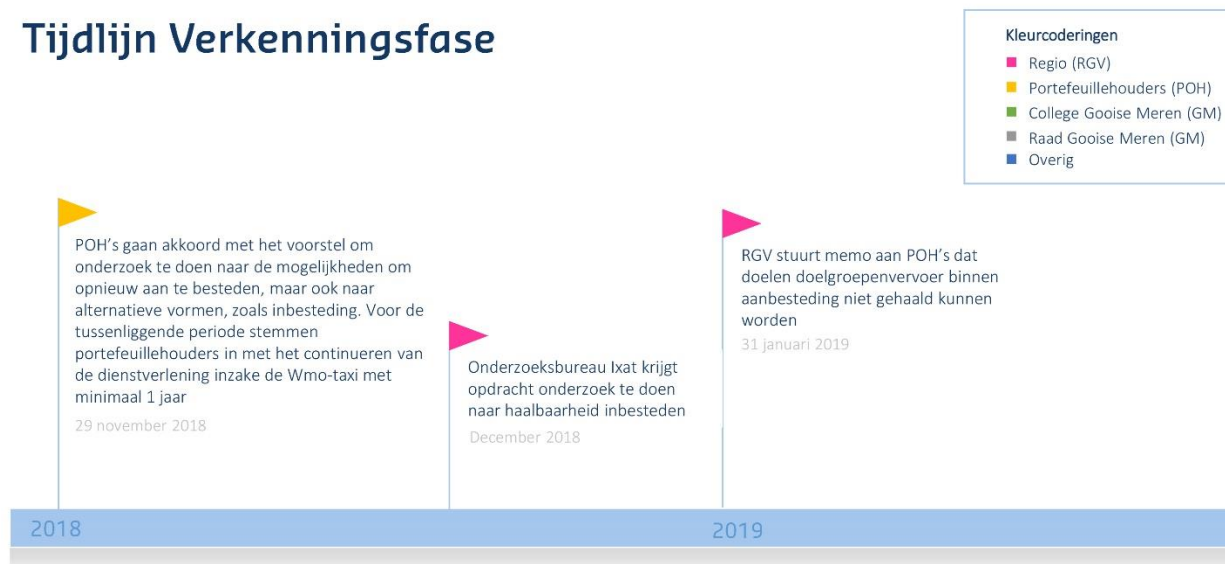 Tijdlijn Verkenningsfase
Kleurcoderingen
Regio (RGV)
Portefeuillehouders (POH)
College Gooise Meren (GM)
Raad Gooise Meren (GM)
Overig
POH's gaan akkoord met het voorstel om
onderzoek te doen naar de mogelijkheden om
opnieuw aan te besteden, maar ook naar
alternatieve vormen, zoals inbesteding. Voor de
tussenliggende periode stemmen
portefeuillehouders in met het continueren van
de dienstverlening inzake de Wmo-taxi met
minimaal 1 jaar
29 november 2018
Onderzoeksbureau Ixat krijgt
opdracht onderzoek te doen
naar haalbaarheid inbesteden
December 2018
RGV stuurt memo aan POH's dat
doelen doelgroepenvervoer binnen
aanbesteding niet gehaald kunnen
worden
31 januari 2019
2018
2019